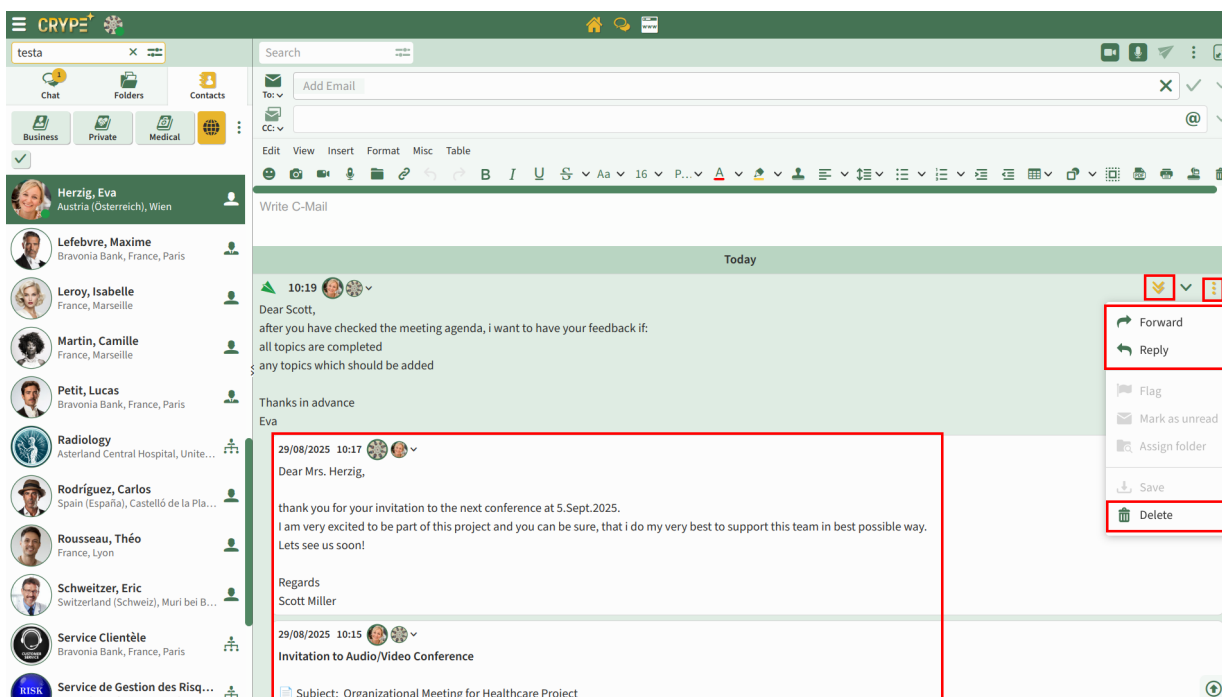 CRYPE+
testa
Search
Chat
1
Folders
Contacts
To:
Add Email
CC:
@
Business
Private
Medical
Edit View Insert Format Misc Table
B I U S Aa 16 P... A
Write C-Mail
Herzig, Eva
Austria (Österreich), Wien
Lefebvre, Maxime
Bravonia Bank, France, Paris
Leroy, Isabelle
France, Marseille
Martin, Camille
France, Marseille
Petit, Lucas
Bravonia Bank, France, Paris
Radiology
Asterland Central Hospital, Unite...
Rodríguez, Carlos
Spain (España), Castelló de la Pla...
Rousseau, Théo
France, Lyon
Schweitzer, Eric
Switzerland (Schweiz), Muri bei B...
Service Clientèle
Bravonia Bank, France, Paris
RISK
Service de Gestion des Risq...
Today
10:19
Dear Scott,
after you have checked the meeting agenda, i want to have your feedback if:
all topics are completed
any topics which should be added
Thanks in advance
Eva
29/08/2025 10:17
Dear Mrs. Herzig,
thank you for your invitation to the next conference at 5.Sept.2025.
I am very excited to be part of this project and you can be sure, that i do my very best to support this team in best possible way.
Lets see us soon!
Regards
Scott Miller
29/08/2025 10:15
Invitation to Audio/Video Conference
Subject: Organizational Meeting for Healthcare Project
Forward
Reply
Flag
Mark as unread
Assign folder
Save
Delete